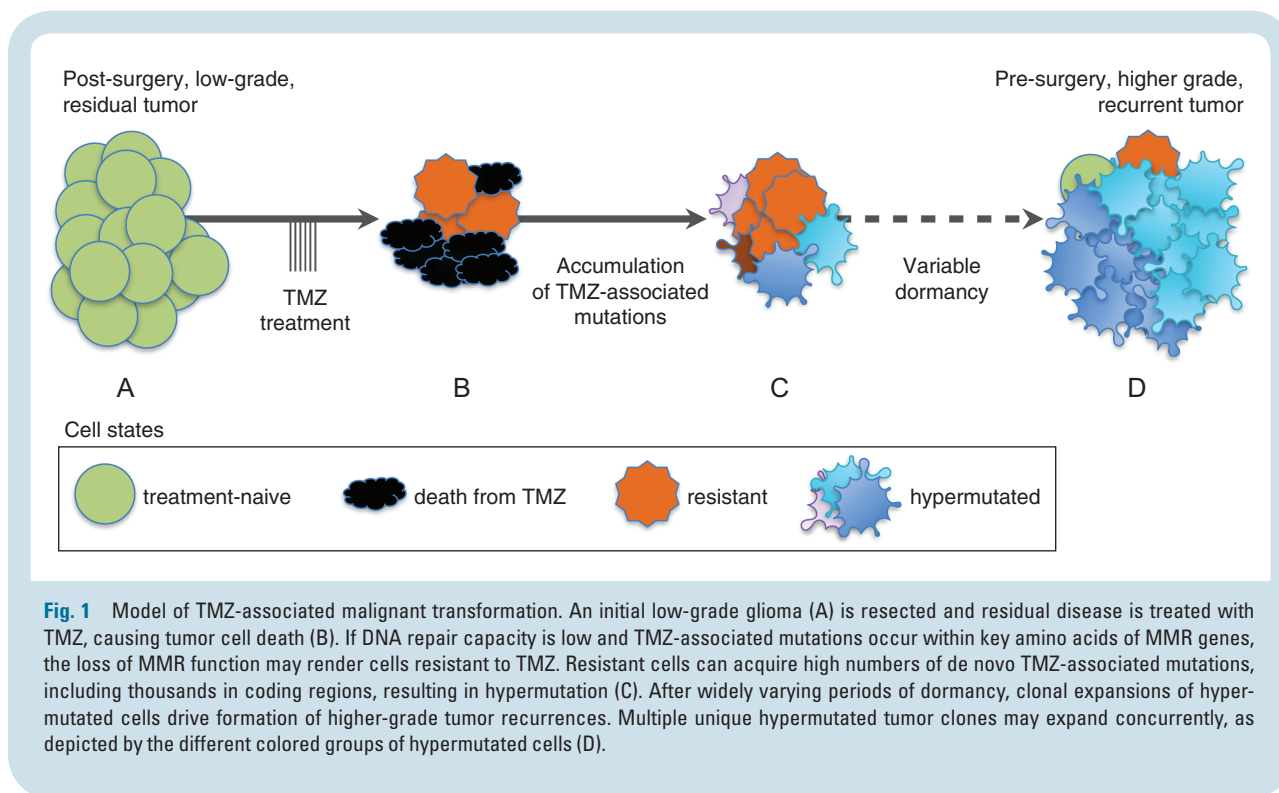 Post-surgery, low-grade,
residual tumor
Pre-surgery, higher grade,
recurrent tumor
TMZ
treatment
Accumulation
of TMZ-associated
mutations
Variable
dormancy
A
B
C
D
Cell states
treatment-naive
death from TMZ
resistant
hypermutated
Fig. 1 Model of TMZ-associated malignant transformation. An initial low-grade glioma (A) is resected and residual disease is treated with
TMZ, causing tumor cell death (B). If DNA repair capacity is low and TMZ-associated mutations occur within key amino acids of MMR genes,
the loss of MMR function may render cells resistant to TMZ. Resistant cells can acquire high numbers of de novo TMZ-associated mutations,
including thousands in coding regions, resulting in hypermutation (C). After widely varying periods of dormancy, clonal expansions of hyper-
mutated cells drive formation of higher-grade tumor recurrences. Multiple unique hypermutated tumor clones may expand concurrently, as
depicted by the different colored groups of hypermutated cells (D).